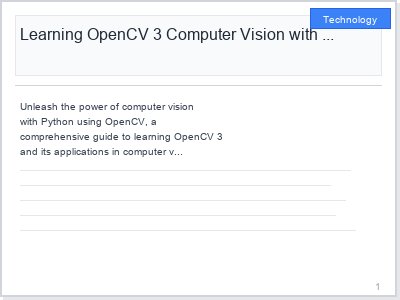 Technology
Learning OpenCV 3 Computer Vision with ...
Unleash the power of computer vision
with Python using OpenCV, a
comprehensive guide to learning OpenCV 3
and its applications in computer v...
1